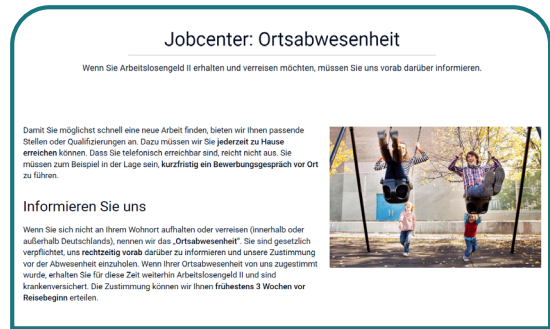 Jobcenter: Ortsabwesenheit
Wenn Sie Arbeitslosengeld II erhalten und verreisen möchten, müssen Sie uns vorab darüber informieren.
Damit Sie möglichst schnell eine neue Arbeit finden, bieten wir Ihnen passende
Stellen oder Qualifizierungen an. Dazu müssen wir Sie jederzeit zu Hause
erreichen können. Dass Sie telefonisch erreichbar sind, reicht nicht aus. Sie
müssen zum Beispiel in der Lage sein, kurzfristig ein Bewerbungsgespräch vor Ort
zu führen.
Informieren Sie uns
Wenn Sie sich nicht an Ihrem Wohnort aufhalten oder verreisen (innerhalb oder
außerhalb Deutschlands), nennen wir das „Ortsabwesenheit“. Sie sind gesetzlich
verpflichtet, uns rechtzeitig vorab darüber zu informieren und unsere Zustimmung
vor der Abwesenheit einzuholen. Wenn Ihrer Ortsabwesenheit von uns zugestimmt
wurde, erhalten Sie für diese Zeit weiterhin Arbeitslosengeld II und sind
krankenversichert. Die Zustimmung können wir Ihnen frühestens 3 Wochen vor
Reisebeginn erteilen.